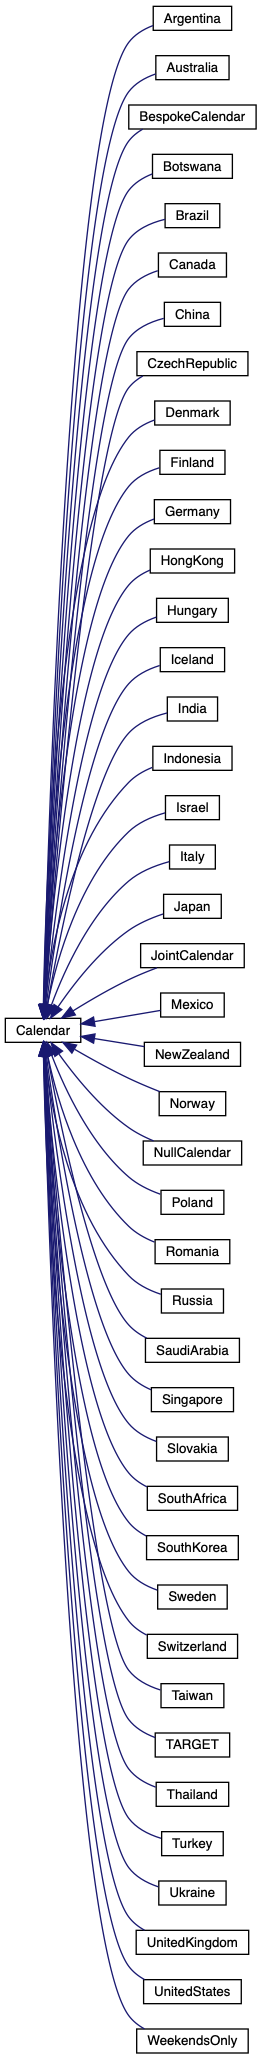 Argentina
Australia
BespokeCalendar
Botswana
Brazil
Canada
China
CzechRepublic
Denmark
Finland
Germany
HongKong
Hungary
Iceland
India
Indonesia
Israel
Italy
Japan
JointCalendar
Mexico
Calendar
NewZealand
Norway
NullCalendar
Poland
Romania
Russia
SaudiArabia
Singapore
Slovakia
SouthAfrica
SouthKorea
Sweden
Switzerland
Taiwan
TARGET
Thailand
Turkey
Ukraine
UnitedKingdom
UnitedStates
WeekendsOnly